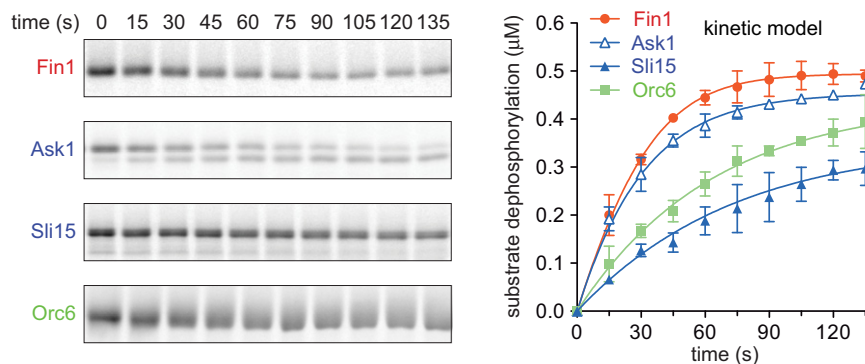 time (s) 0 15 30 45 60 75 90 105 120 135
Fin1
Ask1
Sli15
Orc6
substrate dephosphorylation (μM)
0.6
0.5
0.4
0.3
0.2
0.1
0.0
Fin1
Ask1
Sli15
Orc6
kinetic model
0 30 60 90 120
time (s)